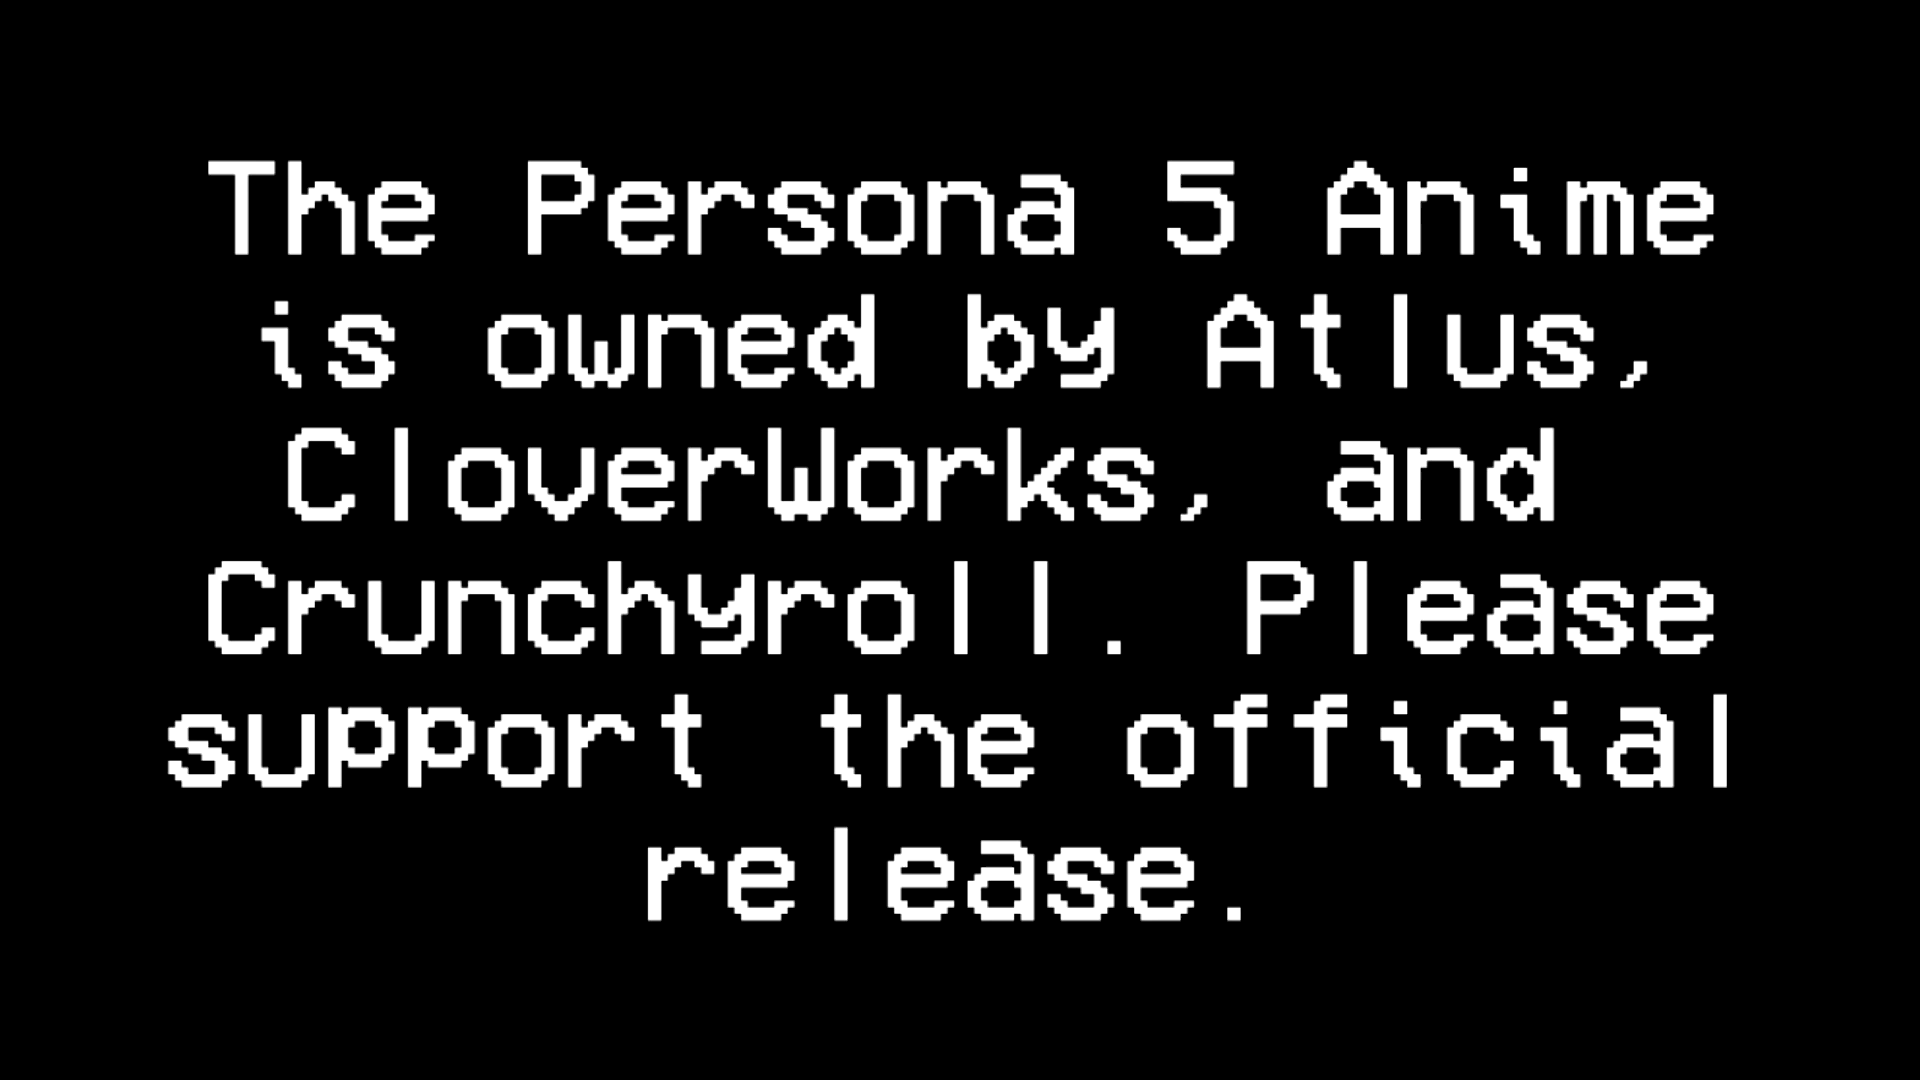 The Persona 5 Anime
is owned by Atlus,
CloverWorks, and
Crunchyroll. Please
support the official
release.